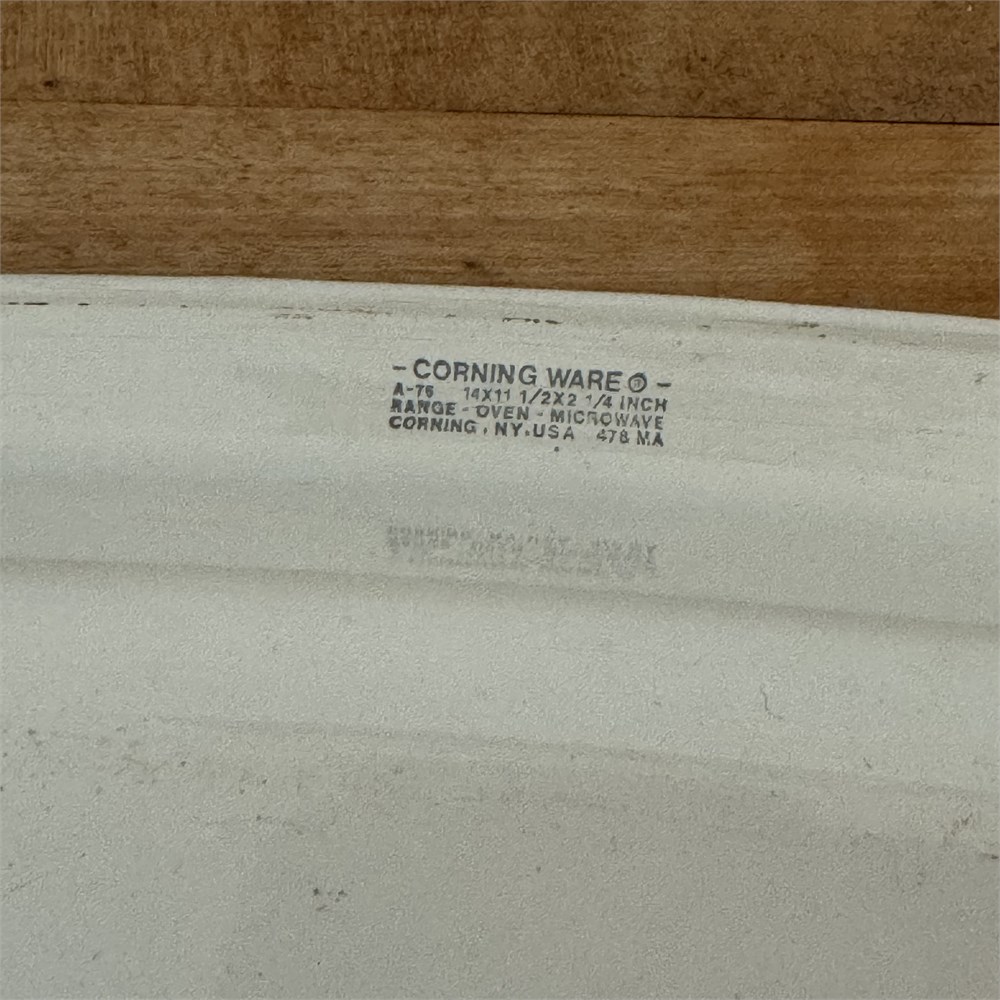 - CORNING WARE ® -
A-76 14X11 1/2X2 1/4 INCH
RANGE - OVEN - MICROWAVE
CORNING, NY. USA 478 MA